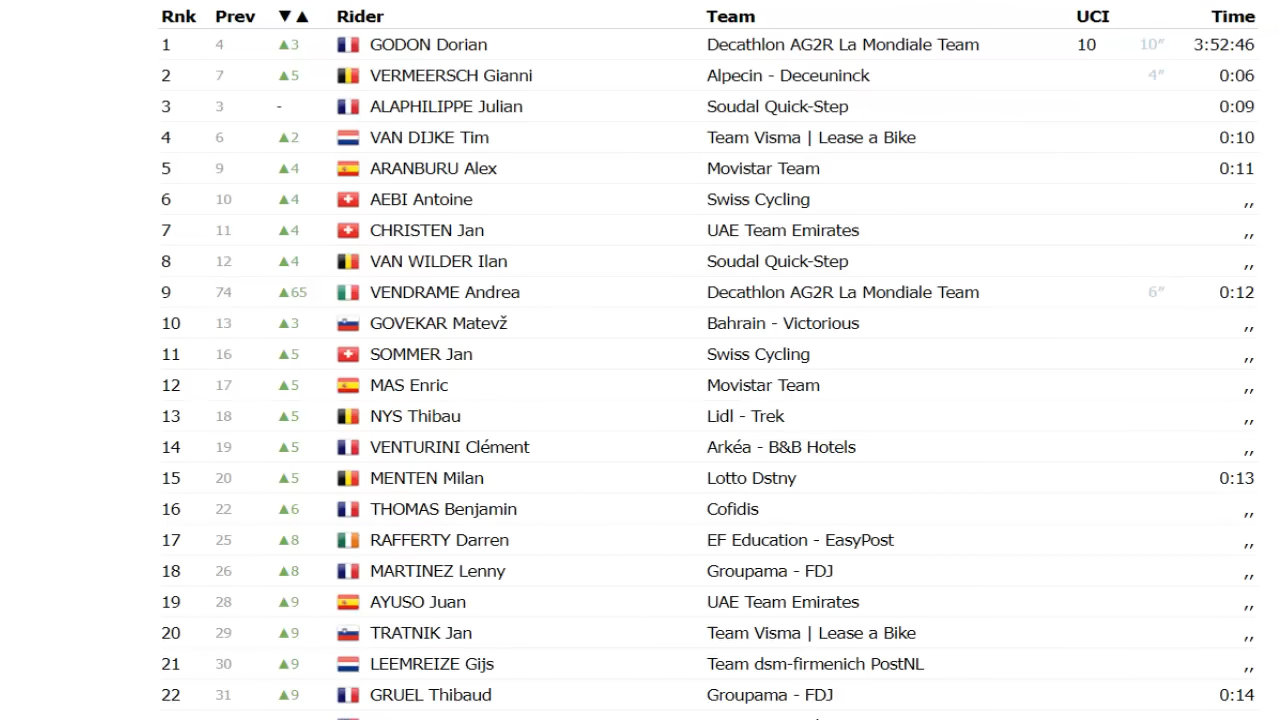 Rnk Prev ▼▲ Rider Team UCI Time
1 4 ▲3 GODON Dorian Decathlon AG2R La Mondiale Team 10 10″ 3:52:46
2 7 ▲5 VERMEERSCH Gianni Alpecin - Deceuninck 4″ 0:06
3 3 - ALAPHILIPPE Julian Soudal Quick-Step 0:09
4 6 ▲2 VAN DIJKE Tim Team Visma | Lease a Bike 0:10
5 9 ▲4 ARANBURU Alex Movistar Team 0:11
6 10 ▲4 AEBI Antoine Swiss Cycling ,,
7 11 ▲4 CHRISTEN Jan UAE Team Emirates ,,
8 12 ▲4 VAN WILDER Ilan Soudal Quick-Step ,,
9 74 ▲65 VENDRAME Andrea Decathlon AG2R La Mondiale Team 6″ 0:12
10 13 ▲3 GOVEKAR Matevž Bahrain - Victorious ,,
11 16 ▲5 SOMMER Jan Swiss Cycling ,,
12 17 ▲5 MAS Enric Movistar Team ,,
13 18 ▲5 NYS Thibau Lidl - Trek ,,
14 19 ▲5 VENTURINI Clément Arkéa - B&B Hotels ,,
15 20 ▲5 MENTEN Milan Lotto Dstny 0:13
16 22 ▲6 THOMAS Benjamin Cofidis ,,
17 25 ▲8 RAFFERTY Darren EF Education - EasyPost ,,
18 26 ▲8 MARTINEZ Lenny Groupama - FDJ ,,
19 28 ▲9 AYUSO Juan UAE Team Emirates ,,
20 29 ▲9 TRATNIK Jan Team Visma | Lease a Bike ,,
21 30 ▲9 LEEMREIZE Gijs Team dsm-firmenich PostNL ,,
22 31 ▲9 GRUEL Thibaud Groupama - FDJ 0:14